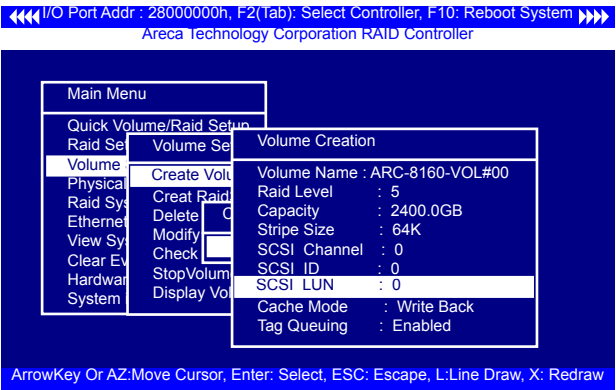 I/O Port Addr : 28000000h, F2(Tab): Select Controller, F10: Reboot System
Areca Technology Corporation RAID Controller
Main Menu
Quick Volume/Raid Setup
Raid Set
Volume
Physical
Raid Sys
Ethernet
View Sy
Clear Ev
Hardwar
System
Volume Se
Create Volu
Creat Raid
Delete
Modify
Check
StopVolum
Display Vol
Volume Creation
Volume Name : ARC-8160-VOL#00
Raid Level : 5
Capacity : 2400.0GB
Stripe Size : 64K
SCSI Channel : 0
SCSI ID : 0
SCSI LUN : 0
Cache Mode : Write Back
Tag Queuing : Enabled
ArrowKey Or AZ:Move Cursor, Enter: Select, ESC: Escape, L:Line Draw, X: Redraw